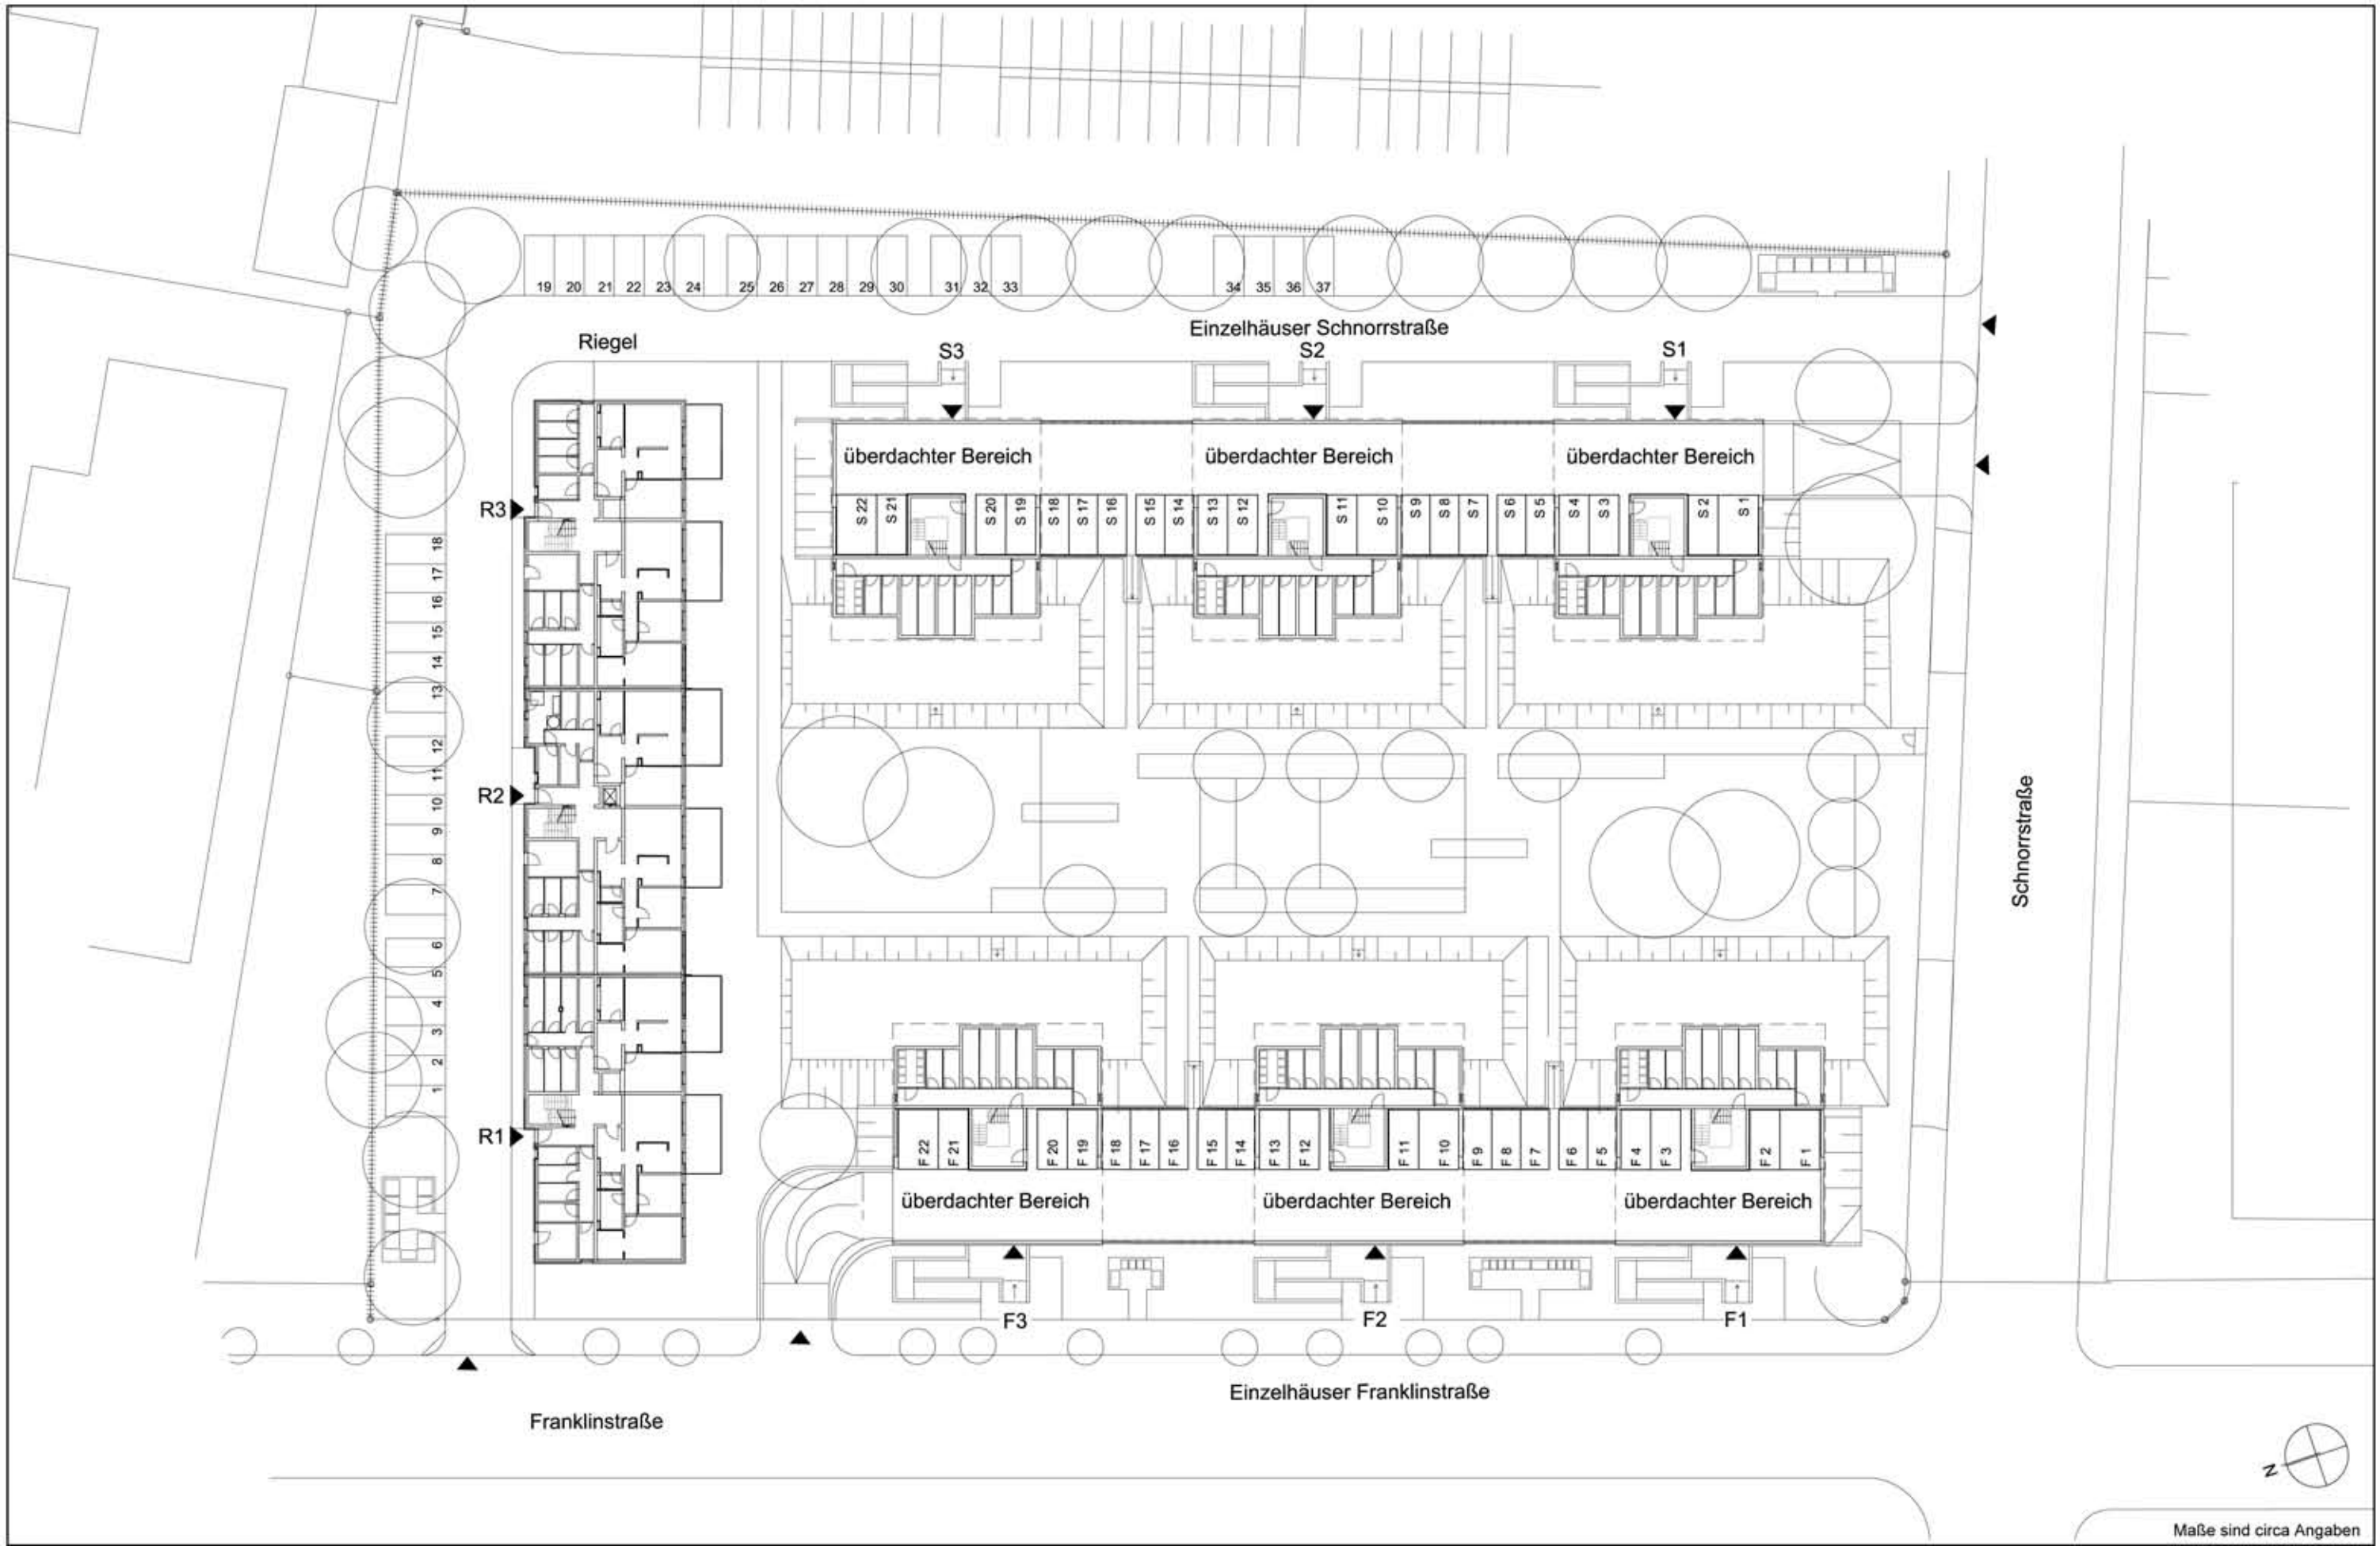 19 20 21 22 23 24 25 26 27 28 29 30 31 32 33 34 35 36 37
Einzelhäuser Schnorrstraße
Riegel
S3 S2 S1
überdachter Bereich überdachter Bereich überdachter Bereich
S 22 S 21 S 20 S 19 S 18 S 17 S 16 S 15 S 14 S 13 S 12 S 11 S 10 S 9 S 8 S 7 S 6 S 5 S 4 S 3 S 2 S 1
R3
R2
R1
18
17
16
15
14
13
12
11
10
9
8
7
6
5
4
3
2
1
Schnorrstraße
F 22 F 21 F 20 F 19 F 18 F 17 F 16 F 15 F 14 F 13 F 12 F 11 F 10 F 9 F 8 F 7 F 6 F 5 F 4 F 3 F 2 F 1
überdachter Bereich überdachter Bereich überdachter Bereich
F3 F2 F1
Einzelhäuser Franklinstraße
Franklinstraße
N
Maße sind circa Angaben